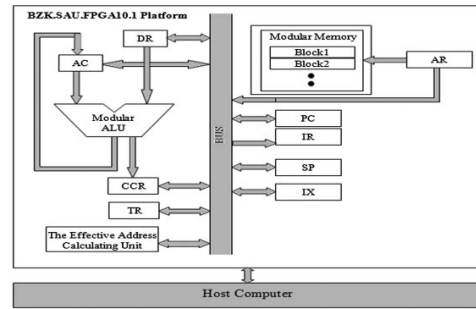 BZK.SAU.FPGA10.1 Platform
DR
AC
Modular
ALU
CCR
TR
The Effective Address
Calculating Unit
BUS
Modular Memory
Block1
Block2
AR
PC
IR
SP
IX
Host Computer